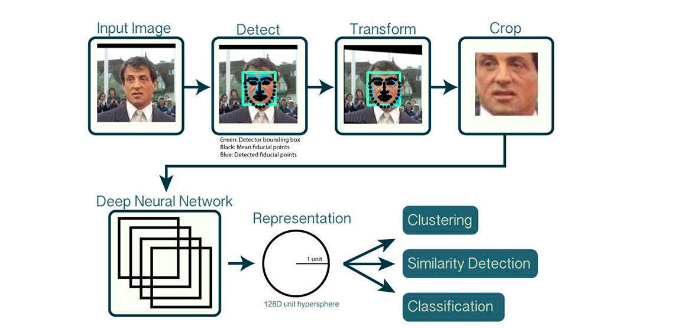 Input Image
Detect
Transform
Crop
Green: Detector bounding box
Black: Mean fiducial points
Blue: Detected fiducial points
Deep Neural Network
Representation
1 unit
128D unit hypersphere
Clustering
Similarity Detection
Classification